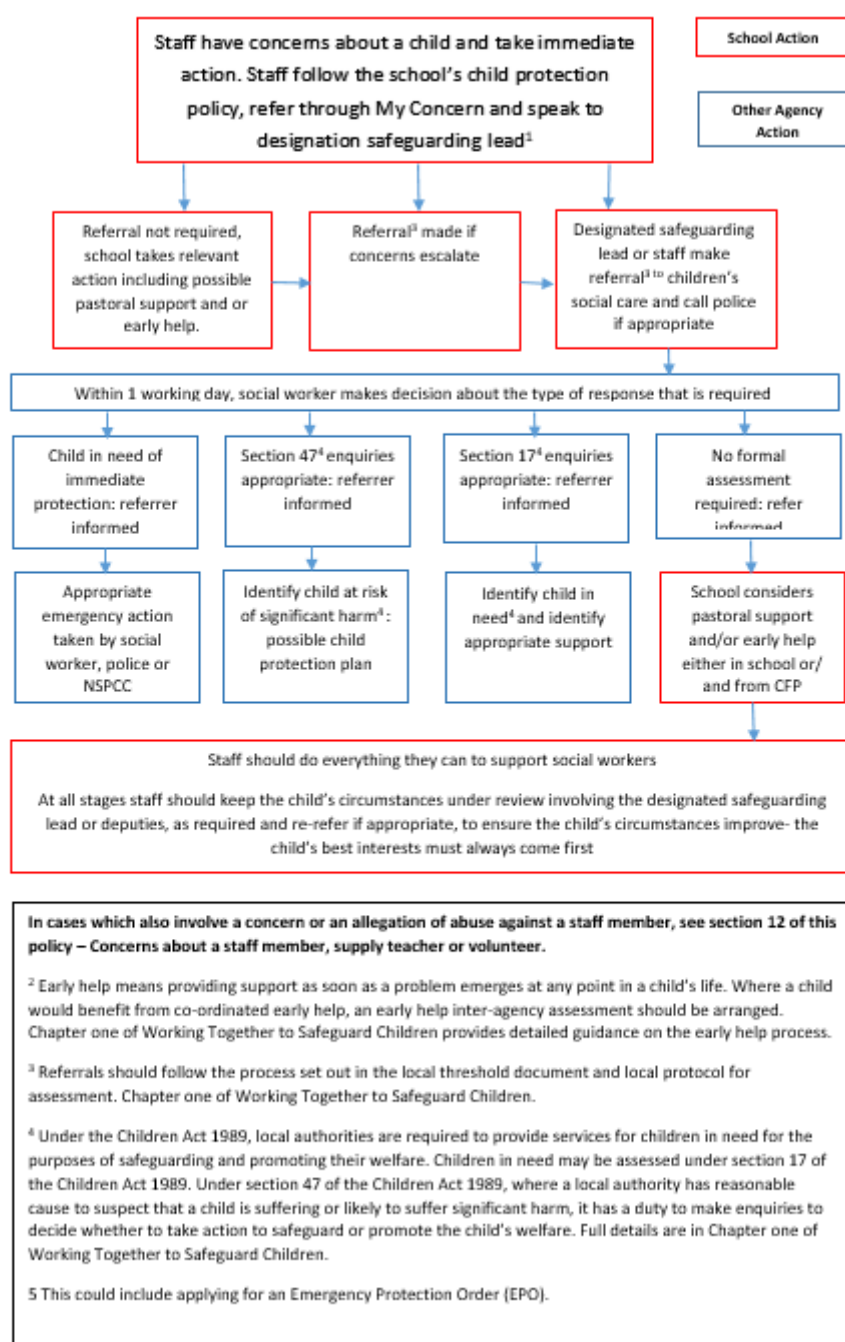 Staff have concerns about a child and take immediate
action. Staff follow the school's child protection
policy, refer through My Concern and speak to
designation safeguarding lead¹
School Action
Other Agency
Action
Referral not required,
school takes relevant
action including possible
pastoral support and or
early help.
Referral³ made if
concerns escalate
Designated safeguarding
lead or staff make
referral³ ᵗᵒ children's
social care and call police
if appropriate
Within 1 working day, social worker makes decision about the type of response that is required
Child in need of
immediate
protection: referrer
informed
Section 47⁴ enquiries
appropriate: referrer
informed
Section 17⁴ enquiries
appropriate: referrer
informed
No formal
assessment
required: refer
informed
Appropriate
emergency action
taken by social
worker, police or
NSPCC
Identify child at risk
of significant harm⁴ :
possible child
protection plan
Identify child in
need⁴ and identify
appropriate support
School considers
pastoral support
and/or early help
either in school or/
and from CFP
Staff should do everything they can to support social workers
At all stages staff should keep the child's circumstances under review involving the designated safeguarding
lead or deputies, as required and re-refer if appropriate, to ensure the child's circumstances improve- the
child's best interests must always come first
In cases which also involve a concern or an allegation of abuse against a staff member, see section 12 of this
policy – Concerns about a staff member, supply teacher or volunteer.
² Early help means providing support as soon as a problem emerges at any point in a child's life. Where a child
would benefit from co-ordinated early help, an early help inter-agency assessment should be arranged.
Chapter one of Working Together to Safeguard Children provides detailed guidance on the early help process.
³ Referrals should follow the process set out in the local threshold document and local protocol for
assessment. Chapter one of Working Together to Safeguard Children.
⁴ Under the Children Act 1989, local authorities are required to provide services for children in need for the
purposes of safeguarding and promoting their welfare. Children in need may be assessed under section 17 of
the Children Act 1989. Under section 47 of the Children Act 1989, where a local authority has reasonable
cause to suspect that a child is suffering or likely to suffer significant harm, it has a duty to make enquiries to
decide whether to take action to safeguard or promote the child's welfare. Full details are in Chapter one of
Working Together to Safeguard Children.
5 This could include applying for an Emergency Protection Order (EPO).